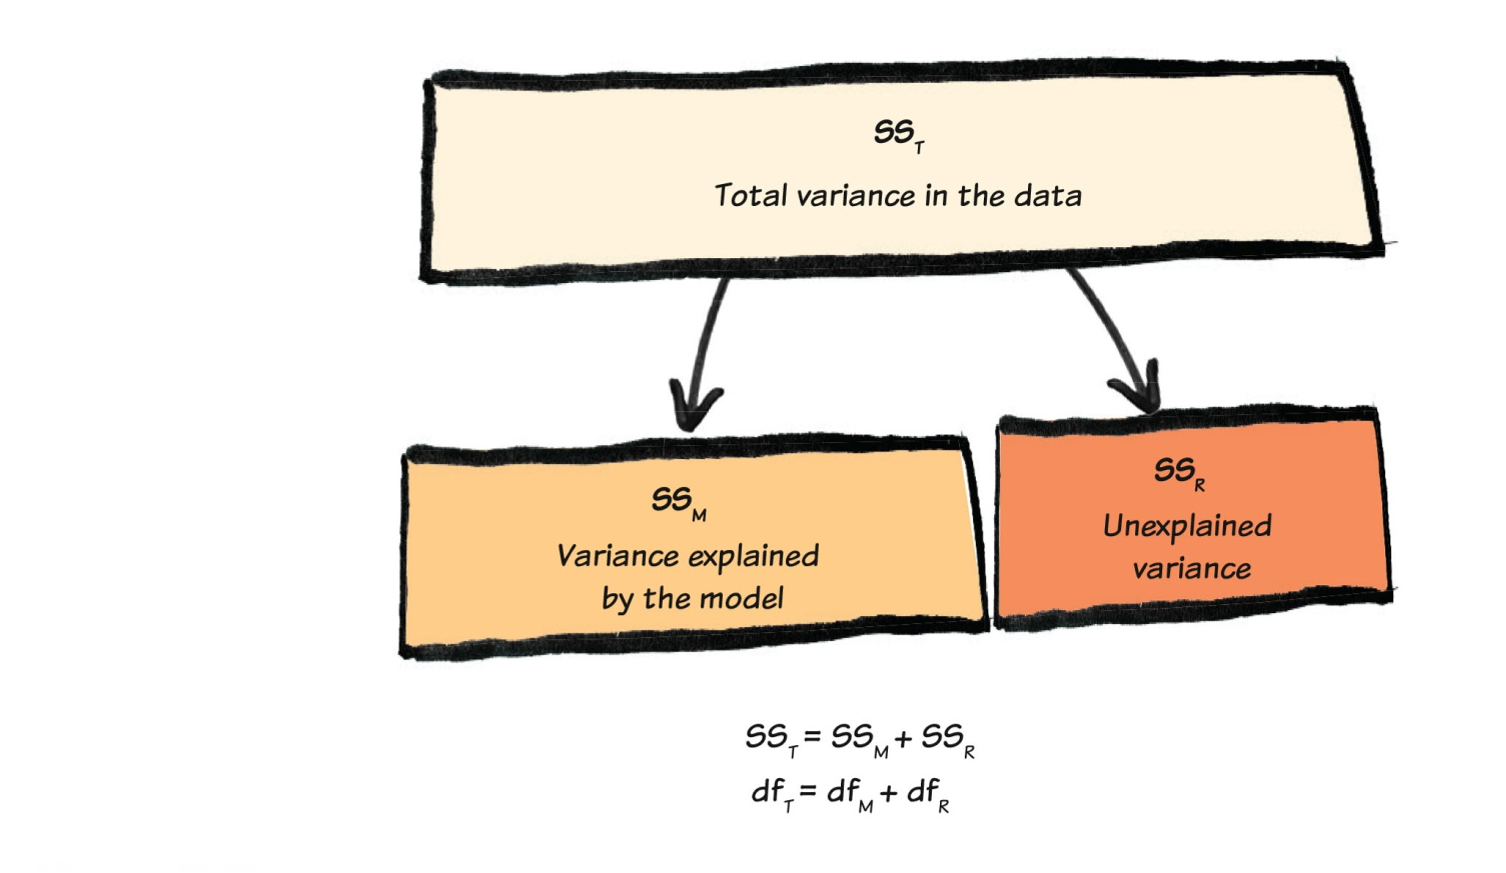 SS_T
Total variance in the data
SS_M
Variance explained
by the model
SS_R
Unexplained
variance
SS_T = SS_M + SS_R
df_T = df_M + df_R